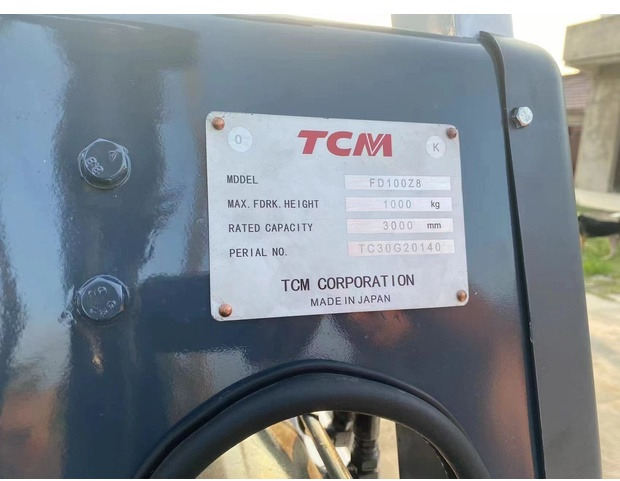 O TCM K
MDDEL FD100Z8
MAX. FDRK. HEIGHT 1000 kg
RATED CAPACITY 3000 mm
PERIAL NO. TC30G20140
TCM CORPORATION
MADE IN JAPAN